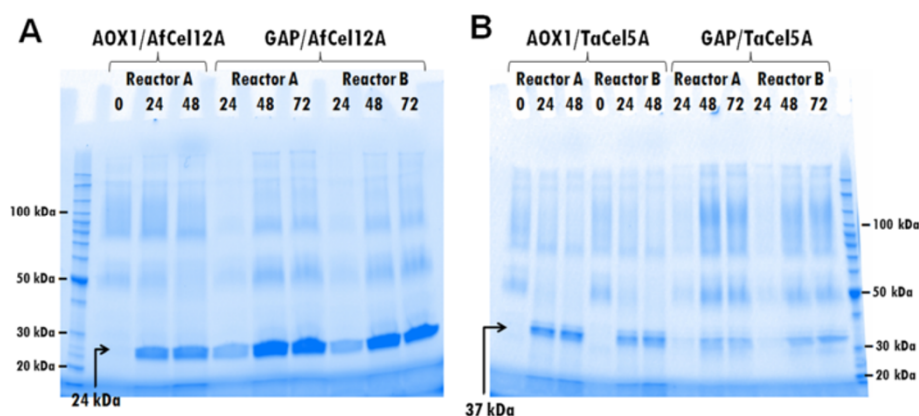 A
AOX1/AfCel12A GAP/AfCel12A
Reactor A Reactor A Reactor B
0 24 48 24 48 72 24 48 72
100 kDa
50 kDa
30 kDa
20 kDa
24 kDa
B
AOX1/TaCel5A GAP/TaCel5A
Reactor A Reactor B Reactor A Reactor B
0 24 48 0 24 48 24 48 72 24 48 72
100 kDa
50 kDa
30 kDa
20 kDa
37 kDa